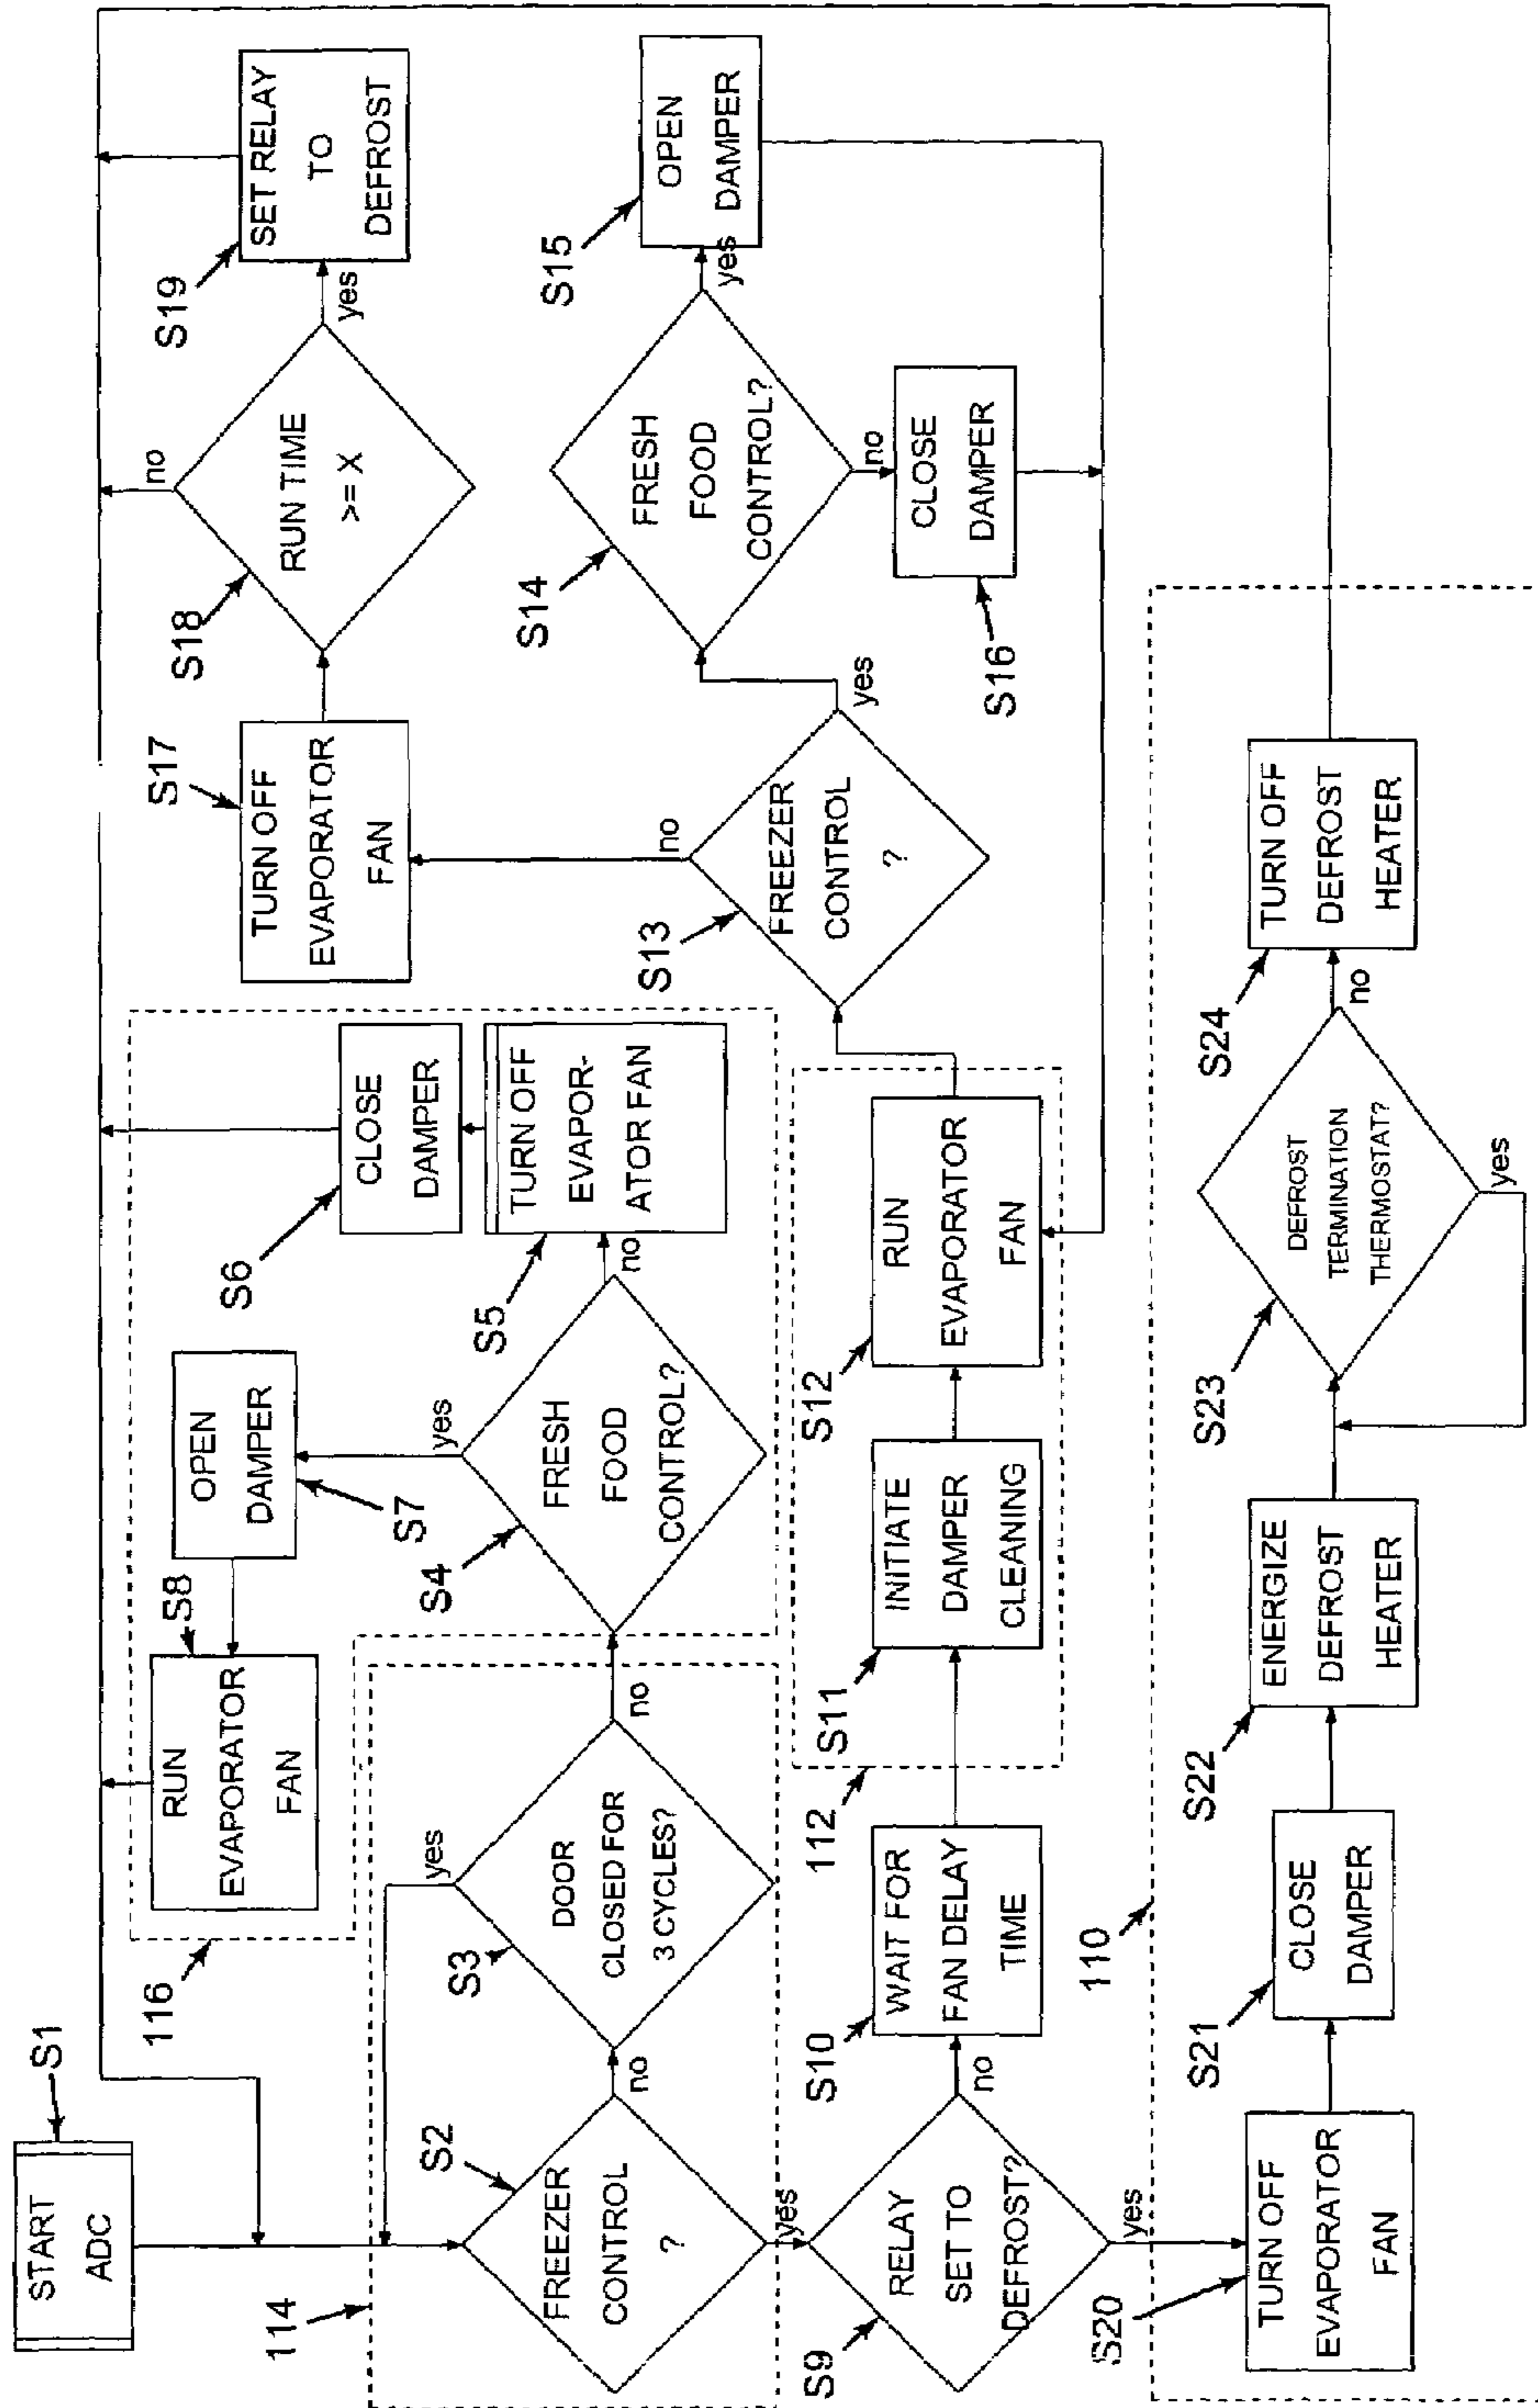 START
ADC
S1
116
RUN
EVAPORATOR
FAN
S8
OPEN
DAMPER
S7
CLOSE
DAMPER
S6
TURN OFF
EVAPOR-
ATOR FAN
S5
no
yes
FRESH
FOOD
CONTROL?
S4
114
FREEZER
CONTROL
?
S2
no
yes
DOOR
CLOSED FOR
3 CYCLES?
S3
yes
no
TURN OFF
EVAPORATOR
FAN
S17
RUN TIME
>= X
S18
no
yes
SET RELAY
TO
DEFROST
S19
RELAY
SET TO
DEFROST?
S9
no
yes
WAIT FOR
FAN DELAY
TIME
S10
112
INITIATE
DAMPER
CLEANING
S11
RUN
EVAPORATOR
FAN
S12
FREEZER
CONTROL
?
S13
no
yes
FRESH
FOOD
CONTROL?
S14
yes
no
OPEN
DAMPER
S15
CLOSE
DAMPER
S16
110
TURN OFF
EVAPORATOR
FAN
S20
CLOSE
DAMPER
S21
ENERGIZE
DEFROST
HEATER
S22
DEFROST
TERMINATION
THERMOSTAT?
S23
yes
no
TURN OFF
DEFROST
HEATER
S24